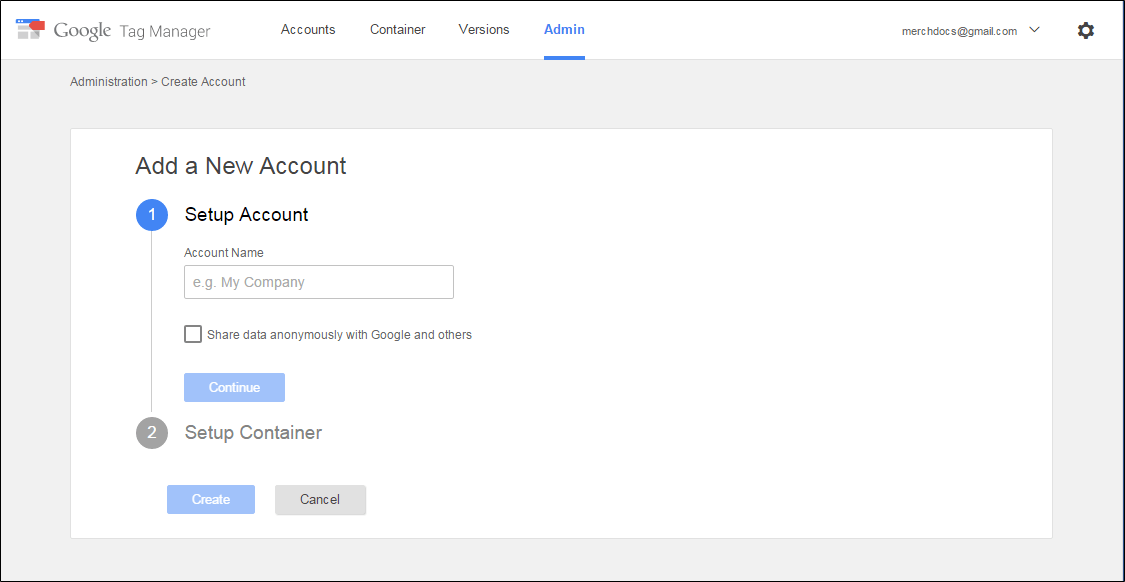 Google Tag Manager Accounts Container Versions Admin merchdocs@gmail.com
Administration > Create Account
Add a New Account
1 Setup Account
Account Name
e.g. My Company
Share data anonymously with Google and others
Continue
2 Setup Container
Create Cancel